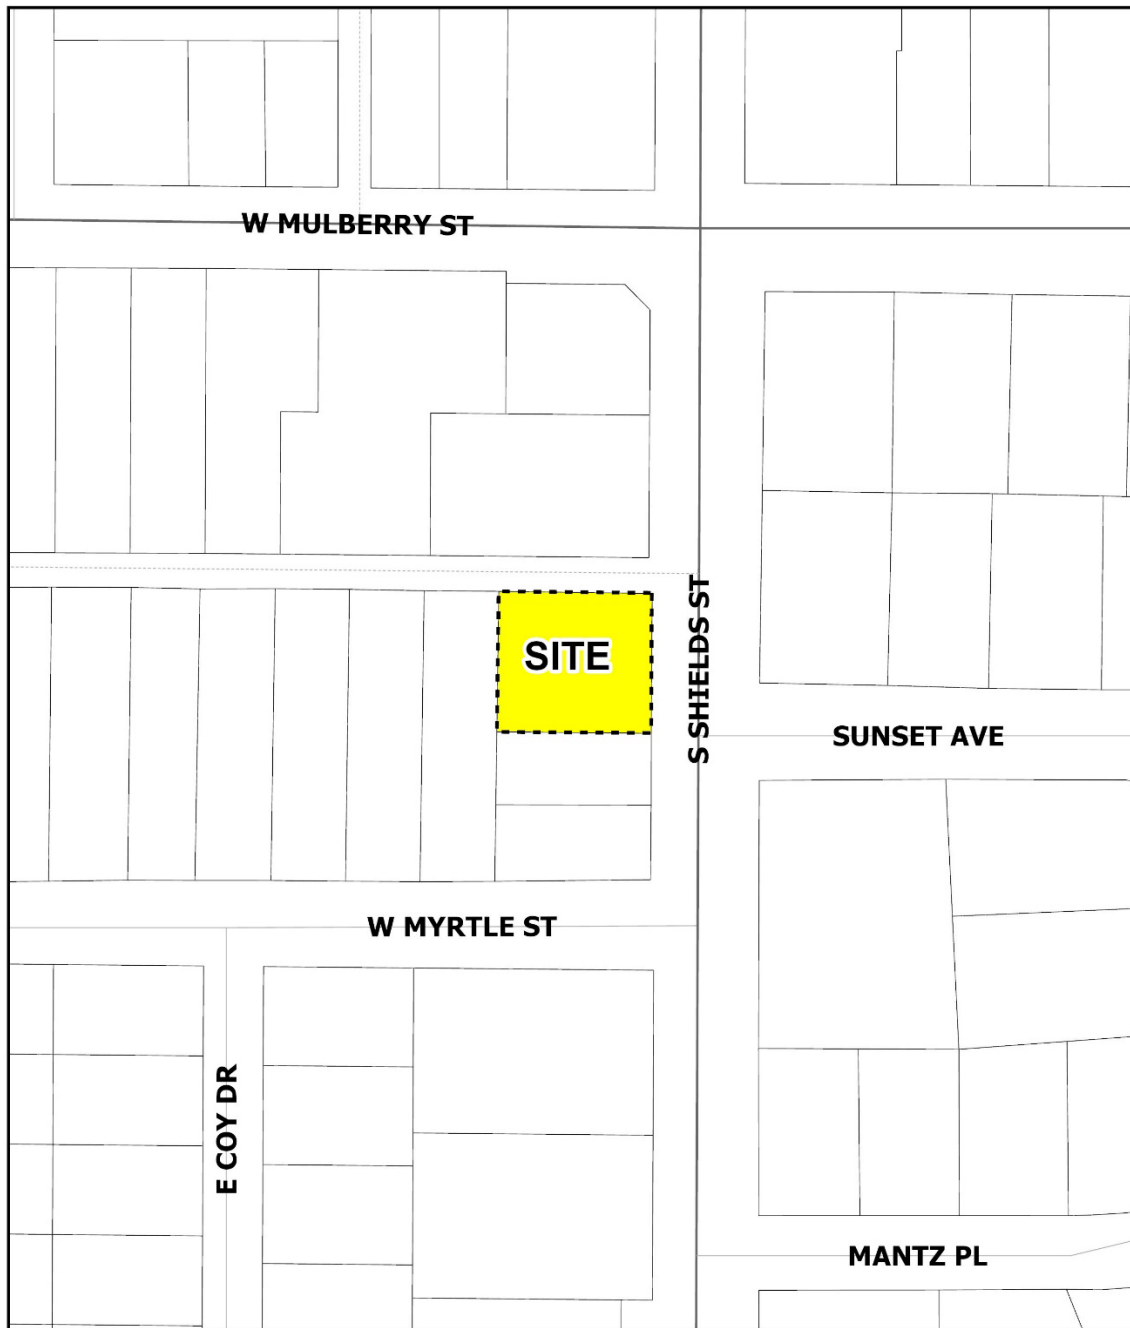 W MULBERRY ST
SITE
S SHIELDS ST
SUNSET AVE
W MYRTLE ST
E COY DR
MANTZ PL